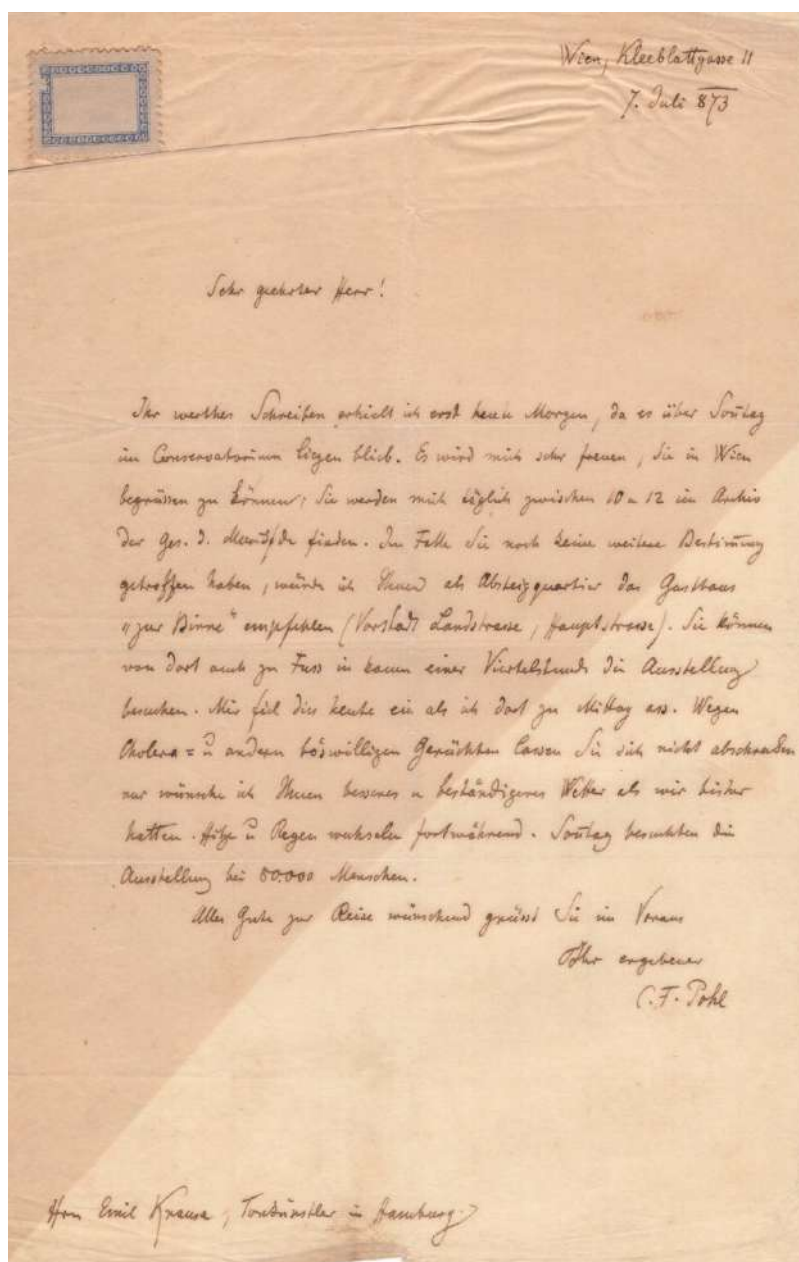 Wien, Kleeblattgasse 11
7. Juli 873
Sehr geehrter Herr!
Ihr werthes Schreiben erhielt ich erst heute Morgen, da es über Soñtag
im Conservatorium liegen blieb. Es wird mich sehr freuen, Sie in Wien
begrüssen zu können; Sie werden mich täglich zwischen 10 u 12 im Archiv
der Ges. d. Musikfde finden. Im Falle Sie noch keine weitere Bestim̄ung
getroffen haben, würde ich Ihnen als Absteigquartier das Gasthaus
"zur Birne" empfehlen (Vorstadt Landstrasse, Hauptstrasse). Sie können
von dort auch zu Fuss in kaum einer Viertelstunde die Ausstellung
besuchen. Mir fiel dies heute ein als ich dort zu Mittag ass. Wegen
Cholera= u andern böswilligen Gerüchten lassen Sie sich nicht abschrecken
nur wünsche ich Ihnen besseres u beständigeres Wetter als wir bisher
hatten. Hitze u Regen wechseln fortwährend. Soñtag besuchten die
Ausstellung bei 80.000 Menschen.
Alles Gute zur Reise wünschend grüsst Sie im Voraus
Ihr ergebener
C. F. Pohl
Hrn Emil Krause, Tonkünstler in Hamburg.